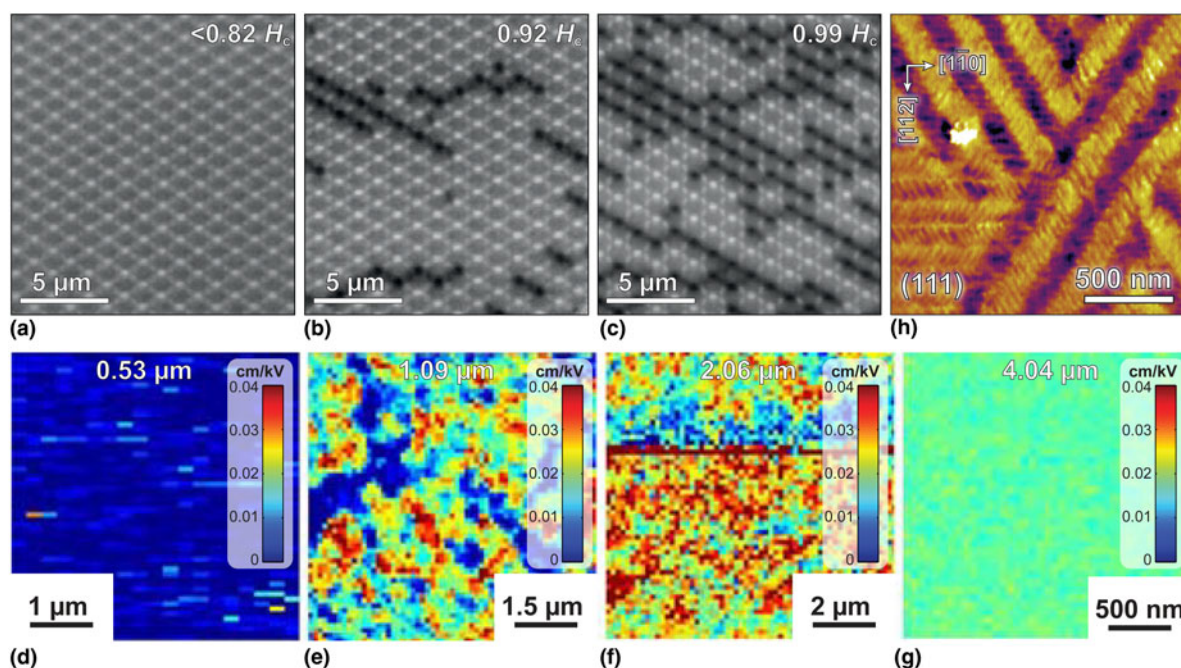 <0.82 Hc
5 µm
(a)
0.92 Hc
5 µm
(b)
0.99 Hc
5 µm
(c)
[11̄0]
[112̄]
(111)
500 nm
(h)
0.53 µm
cm/kV
0.04
0.03
0.02
0.01
0
1 µm
(d)
1.09 µm
cm/kV
0.04
0.03
0.02
0.01
0
1.5 µm
(e)
2.06 µm
cm/kV
0.04
0.03
0.02
0.01
0
2 µm
(f)
4.04 µm
cm/kV
0.04
0.03
0.02
0.01
0
500 nm
(g)